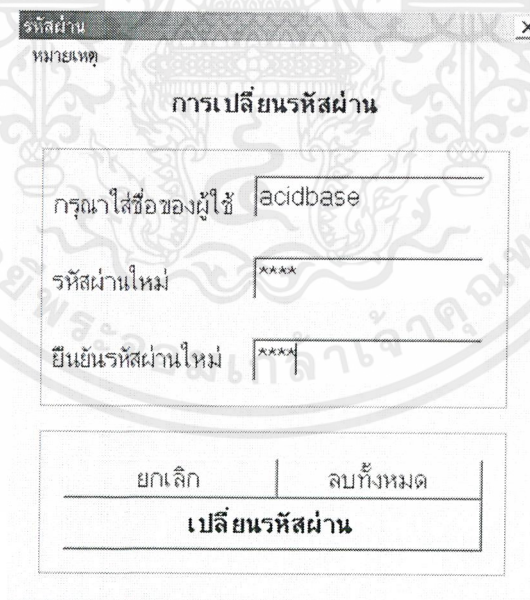 รหัสผ่าน
หมายเหตุ
การเปลี่ยนรหัสผ่าน
กรุณาใส่ชื่อของผู้ใช้ acidbase
รหัสผ่านใหม่ ****
ยืนยันรหัสผ่านใหม่ ****
ยกเลิก ลบทั้งหมด
เปลี่ยนรหัสผ่าน